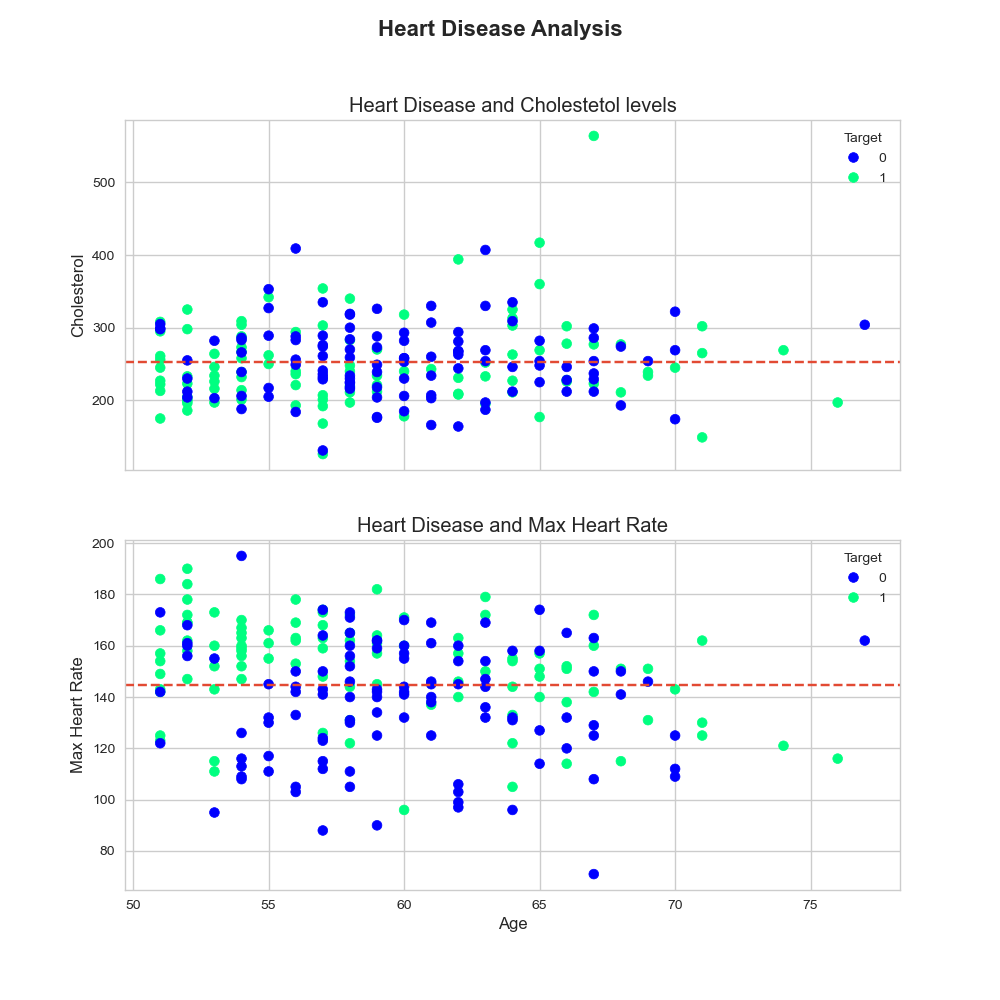 Heart Disease Analysis
Heart Disease and Cholestetol levels
Target
0
1
500
400
300
200
Cholesterol
Heart Disease and Max Heart Rate
Target
0
1
200
180
160
140
120
100
80
Max Heart Rate
50 55 60 65 70 75
Age